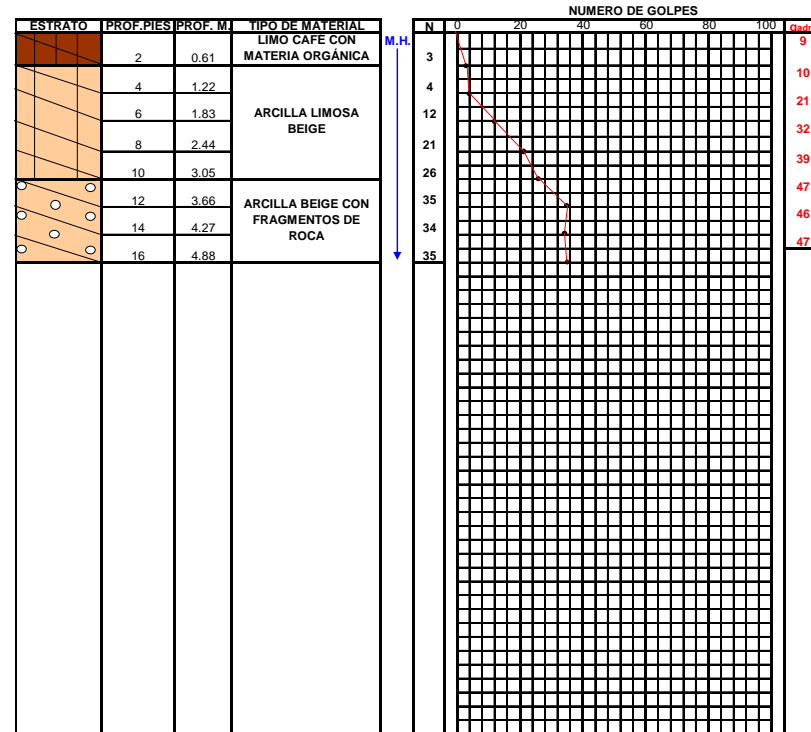 NUMERO DE GOLPES
ESTRATO PROF.PIES PROF. M. TIPO DE MATERIAL N 0 20 40 60 80 100 Qadm
LIMO CAFÉ CON M.H. 9
2 0.61 MATERIA ORGÁNICA 3
10
4 1.22 4
21
6 1.83 ARCILLA LIMOSA 12
BEIGE 32
8 2.44 21
39
10 3.05 26
47
12 3.66 ARCILLA BEIGE CON 35
FRAGMENTOS DE 46
14 4.27 ROCA 34
47
16 4.88 35